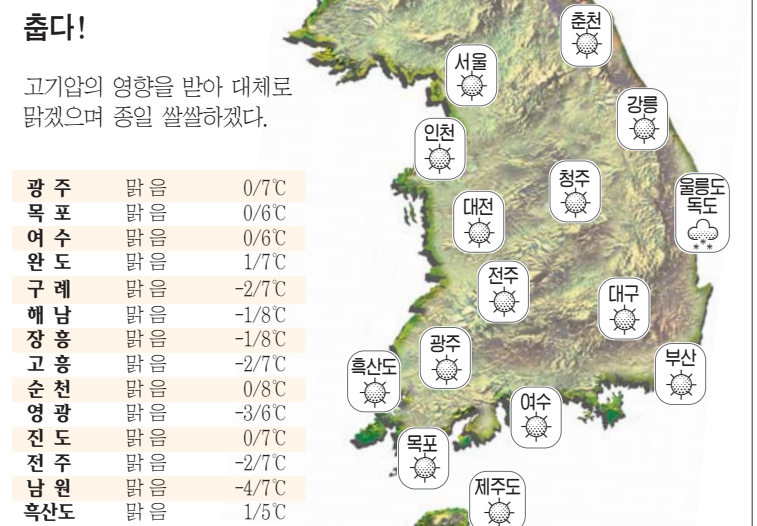 춥다!
고기압의 영향을 받아 대체로
맑겠으며 종일 쌀쌀하겠다.
광 주 맑 음 0/7℃
목 포 맑 음 0/6℃
여 수 맑 음 0/6℃
완 도 맑 음 1/7℃
구 례 맑 음 -2/7℃
해 남 맑 음 -1/8℃
장 흥 맑 음 -1/8℃
고 흥 맑 음 -2/7℃
순 천 맑 음 0/8℃
영 광 맑 음 -3/6℃
진 도 맑 음 0/7℃
전 주 맑 음 -2/7℃
남 원 맑 음 -4/7℃
흑산도 맑 음 1/5℃
춘천
서울
강릉
인천
청주
울릉도
독도
대전
전주
대구
광주
부산
흑산도
여수
목포
제주도